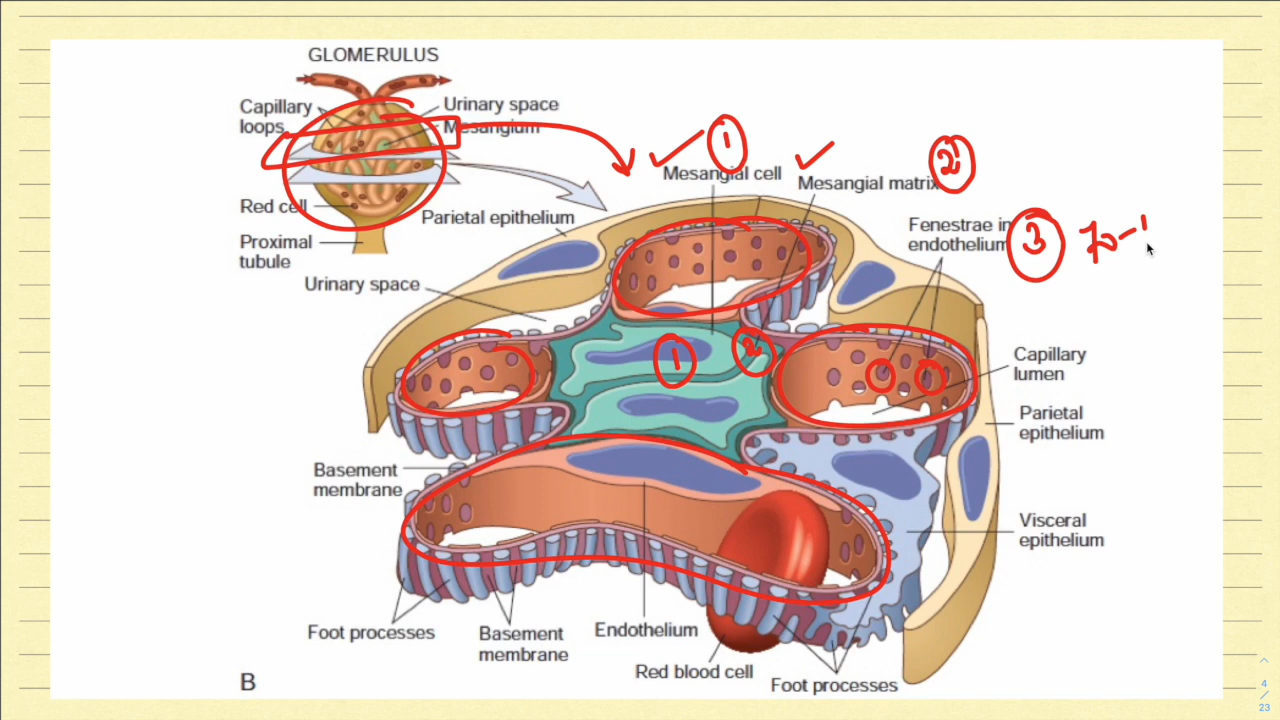 GLOMERULUS
Capillary
loops
Urinary space
Mesangium
Red cell
Proximal
tubule
Parietal epithelium
Urinary space
1
Mesangial cell
Mesangial matrix
2
Fenestrae in
endothelium
3
70-1
1
2
Capillary
lumen
Parietal
epithelium
Basement
membrane
Visceral
epithelium
Foot processes
Basement
membrane
Endothelium
Red blood cell
Foot processes
B
4
/
23